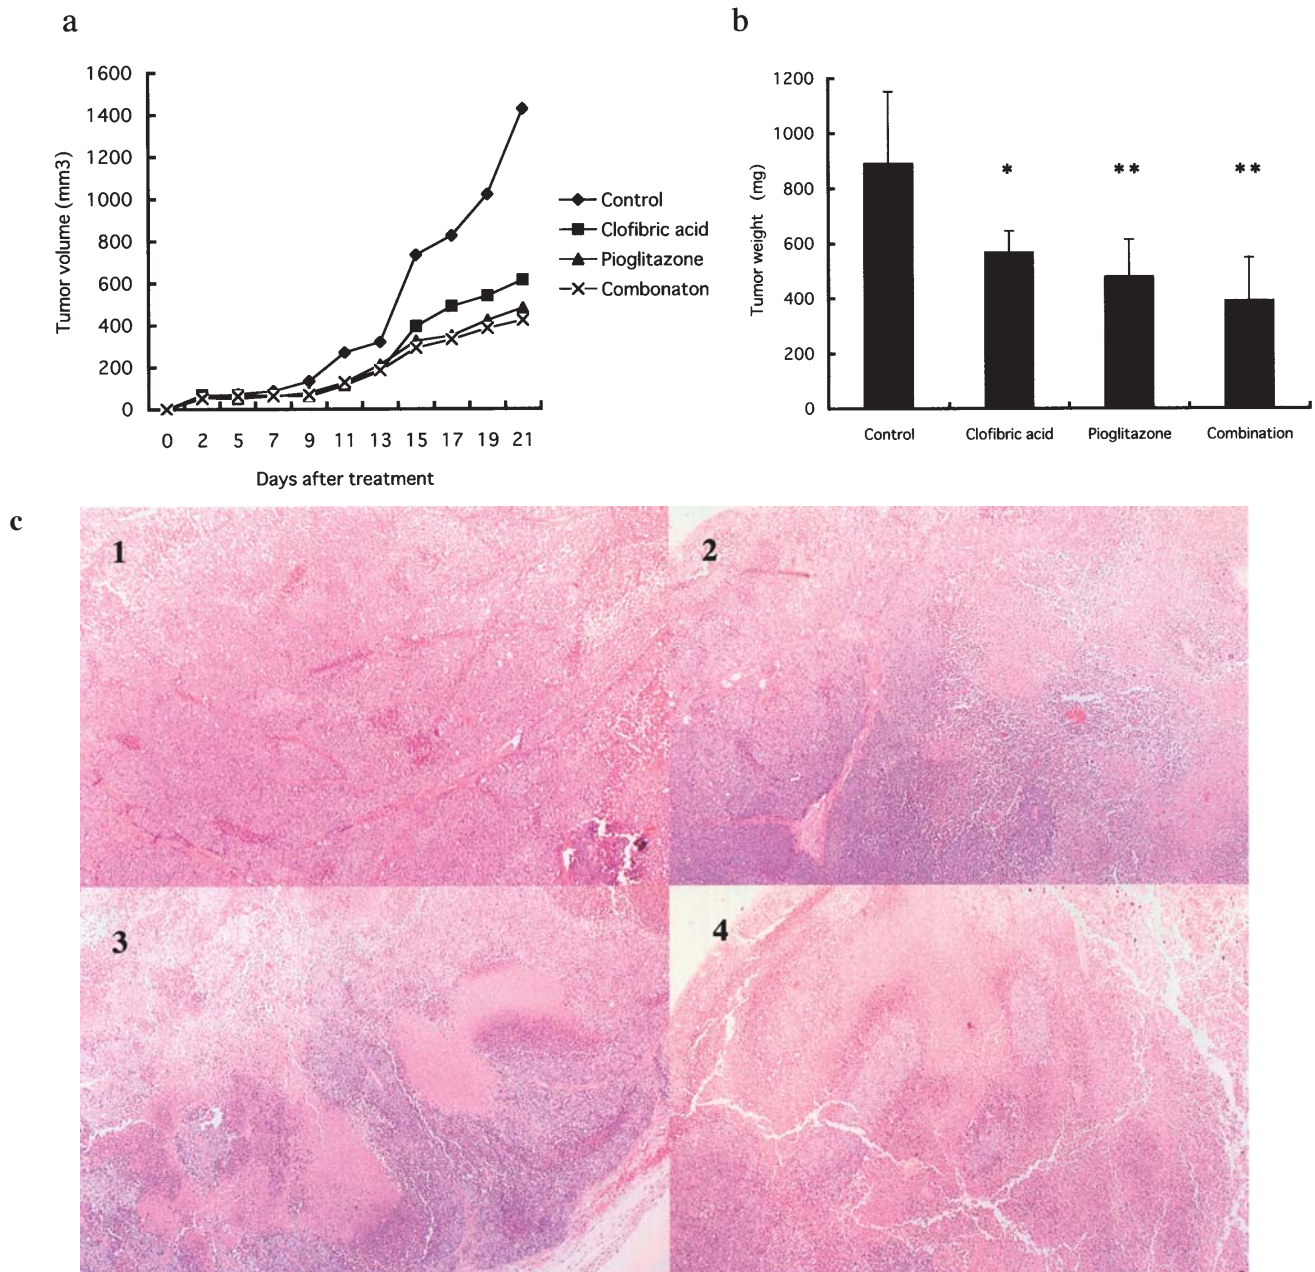 a
1600
1400
1200
1000
800
600
400
200
0
Tumor volume (mm3)
0 2 5 7 9 11 13 15 17 19 21
Days after treatment
Control
Clofibric acid
Pioglitazone
Combonaton
b
1200
1000
800
600
400
200
0
Tumor weight (mg)
* ** **
Control Clofibric acid Pioglitazone Combination
c
1
2
3
4